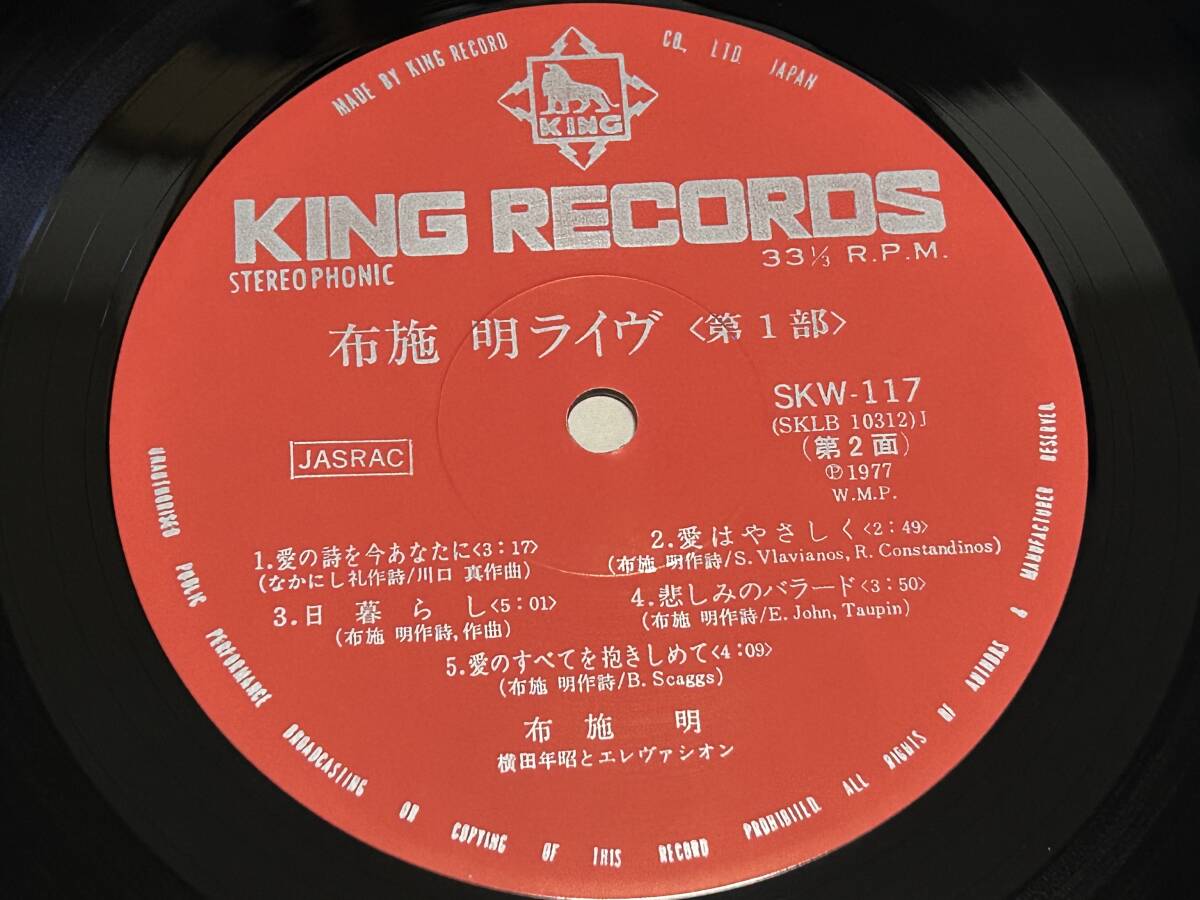 MADE BY KING RECORD CO., LTD. JAPAN
KING
KING RECORDS
STEREOPHONIC
33⅓ R.P.M.
布施 明ライヴ〈第1部〉
SKW-117
(SKLB 10312)J
(第2面)
Ⓟ1977
W.M.P.
JASRAC
1.愛の詩を今あなたに<3:17>
(なかにし礼作詩/川口 真作曲)
2.愛はやさしく<2:49>
(布施 明作詩/S. Vlavianos, R. Constandinos)
3.日暮らし<5:01>
(布施 明作詩,作曲)
4.悲しみのバラード<3:50>
(布施 明作詩/E. John, Taupin)
5.愛のすべてを抱きしめて<4:09>
(布施 明作詩/B. Scaggs)
布施 明
横田年昭とエレヴァシオン
UNAUTHORISED PUBLIC PERFORMANCE BROADCASTING OR COPYING OF THIS RECORD PROHIBITED. ALL RIGHTS OF AUTHORS & MANUFACTURER RESERVED